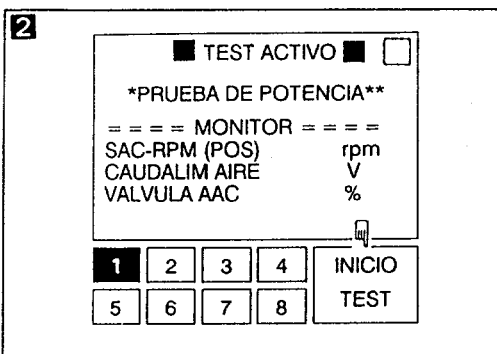 2
TEST ACTIVO
*PRUEBA DE POTENCIA**
= = = = MONITOR = = = =
SAC-RPM (POS) rpm
CAUDALIM AIRE V
VALVULA AAC %
1 2 3 4 INICIO
5 6 7 8 TEST